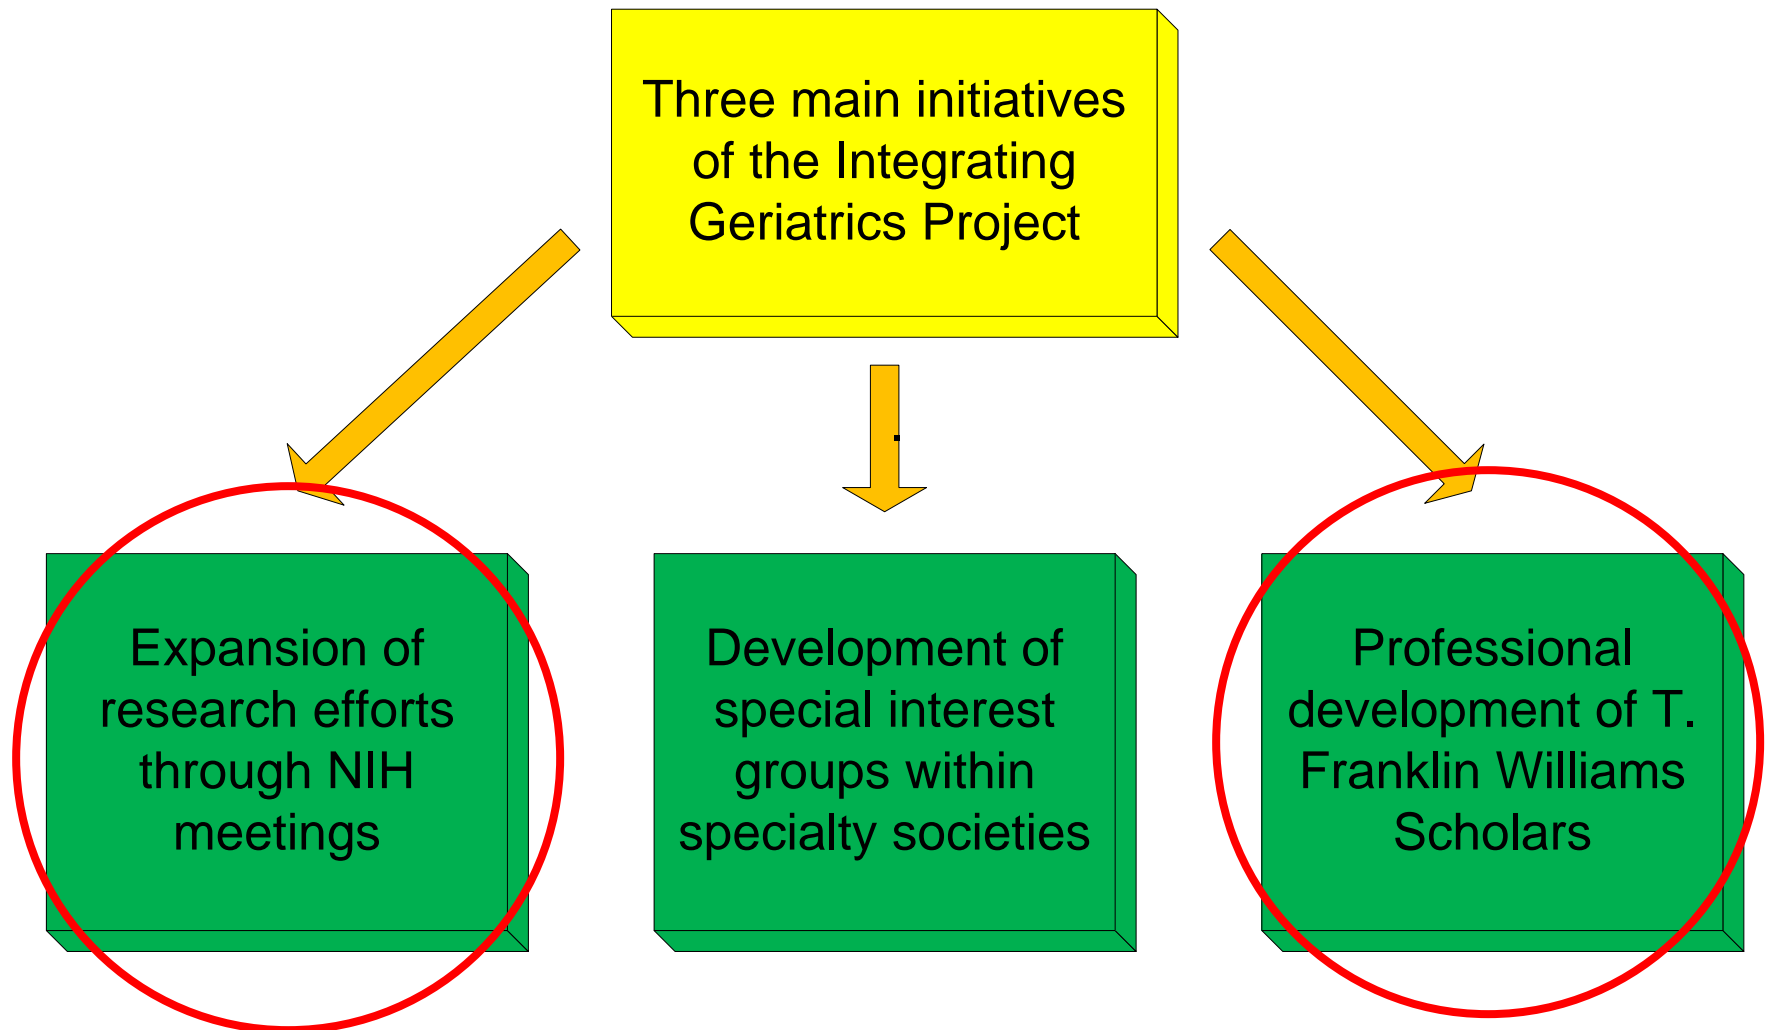 Three main initiatives
of the Integrating
Geriatrics Project
Expansion of
research efforts
through NIH
meetings
Development of
special interest
groups within
specialty societies
Professional
development of T.
Franklin Williams
Scholars